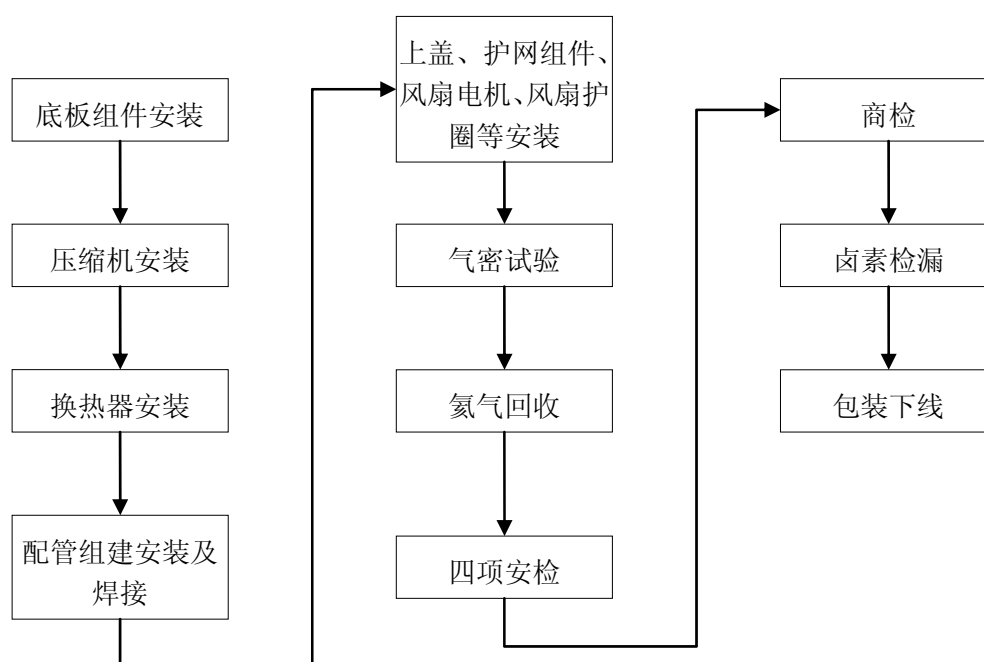 底板组件安装
压缩机安装
换热器安装
配管组建安装及
焊接
上盖、护网组件、
风扇电机、风扇护
圈等安装
气密试验
氦气回收
四项安检
商检
卤素检漏
包装下线